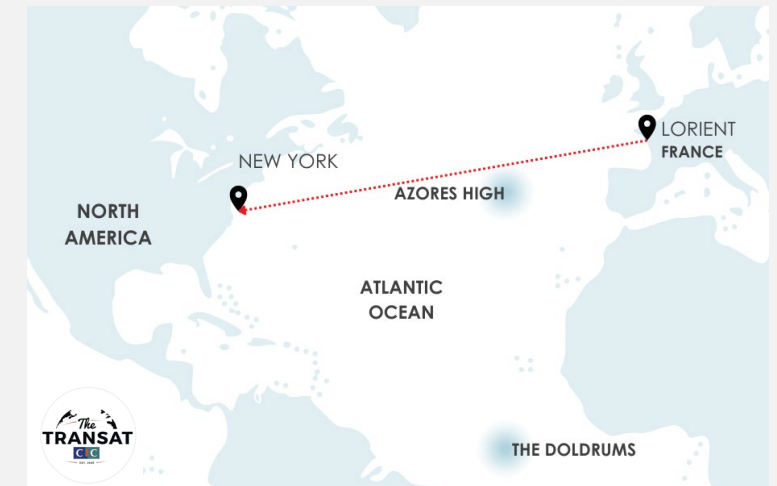 LORIENT
FRANCE
NEW YORK
AZORES HIGH
NORTH
AMERICA
ATLANTIC
OCEAN
The
TRANSAT
CIC
THE DOLDRUMS